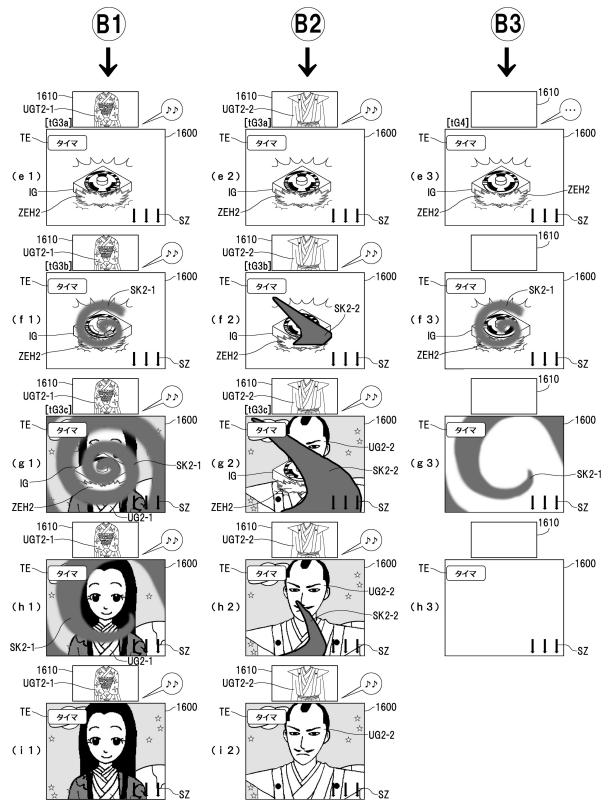 B1 B2 B3
1610 1610 1610
UGT2-1 ♪♪ UGT2-2 ♪♪ ...
[tG3a] [tG3a] [tG4]
TE 1600 TE 1600 TE 1600
タイマ タイマ タイマ
(e1) (e2) (e3)
IG IG IG ZEH2
ZEH2 SZ ZEH2 SZ SZ
1610 1610 1610
UGT2-1 ♪♪ UGT2-2 ♪♪
[tG3b] [tG3b]
TE 1600 TE 1600 TE 1600
タイマ SK2-1 タイマ タイマ SK2-1
(f1) (f2) SK2-2 (f3)
IG IG IG
ZEH2 SZ ZEH2 SZ ZEH2 SZ
1610 1610 1610
UGT2-1 ♪♪ UGT2-2 ♪♪
[tG3c] [tG3c]
TE 1600 TE 1600 TE 1600
タイマ タイマ UG2-2 タイマ
(g1) SK2-1 (g2) SK2-2 (g3) SK2-1
IG IG
ZEH2 SZ ZEH2 SZ SZ
UG2-1
1610 1610 1610
UGT2-1 ♪♪ UGT2-2 ♪♪
TE 1600 TE 1600 TE 1600
タイマ タイマ UG2-2 タイマ
(h1) (h2) SK2-2 (h3)
SK2-1 SZ SZ SZ
UG2-1
1610 1610
UGT2-1 ♪♪ UGT2-2 ♪♪
TE 1600 TE 1600
タイマ タイマ UG2-2
(i1) (i2)
SZ SZ